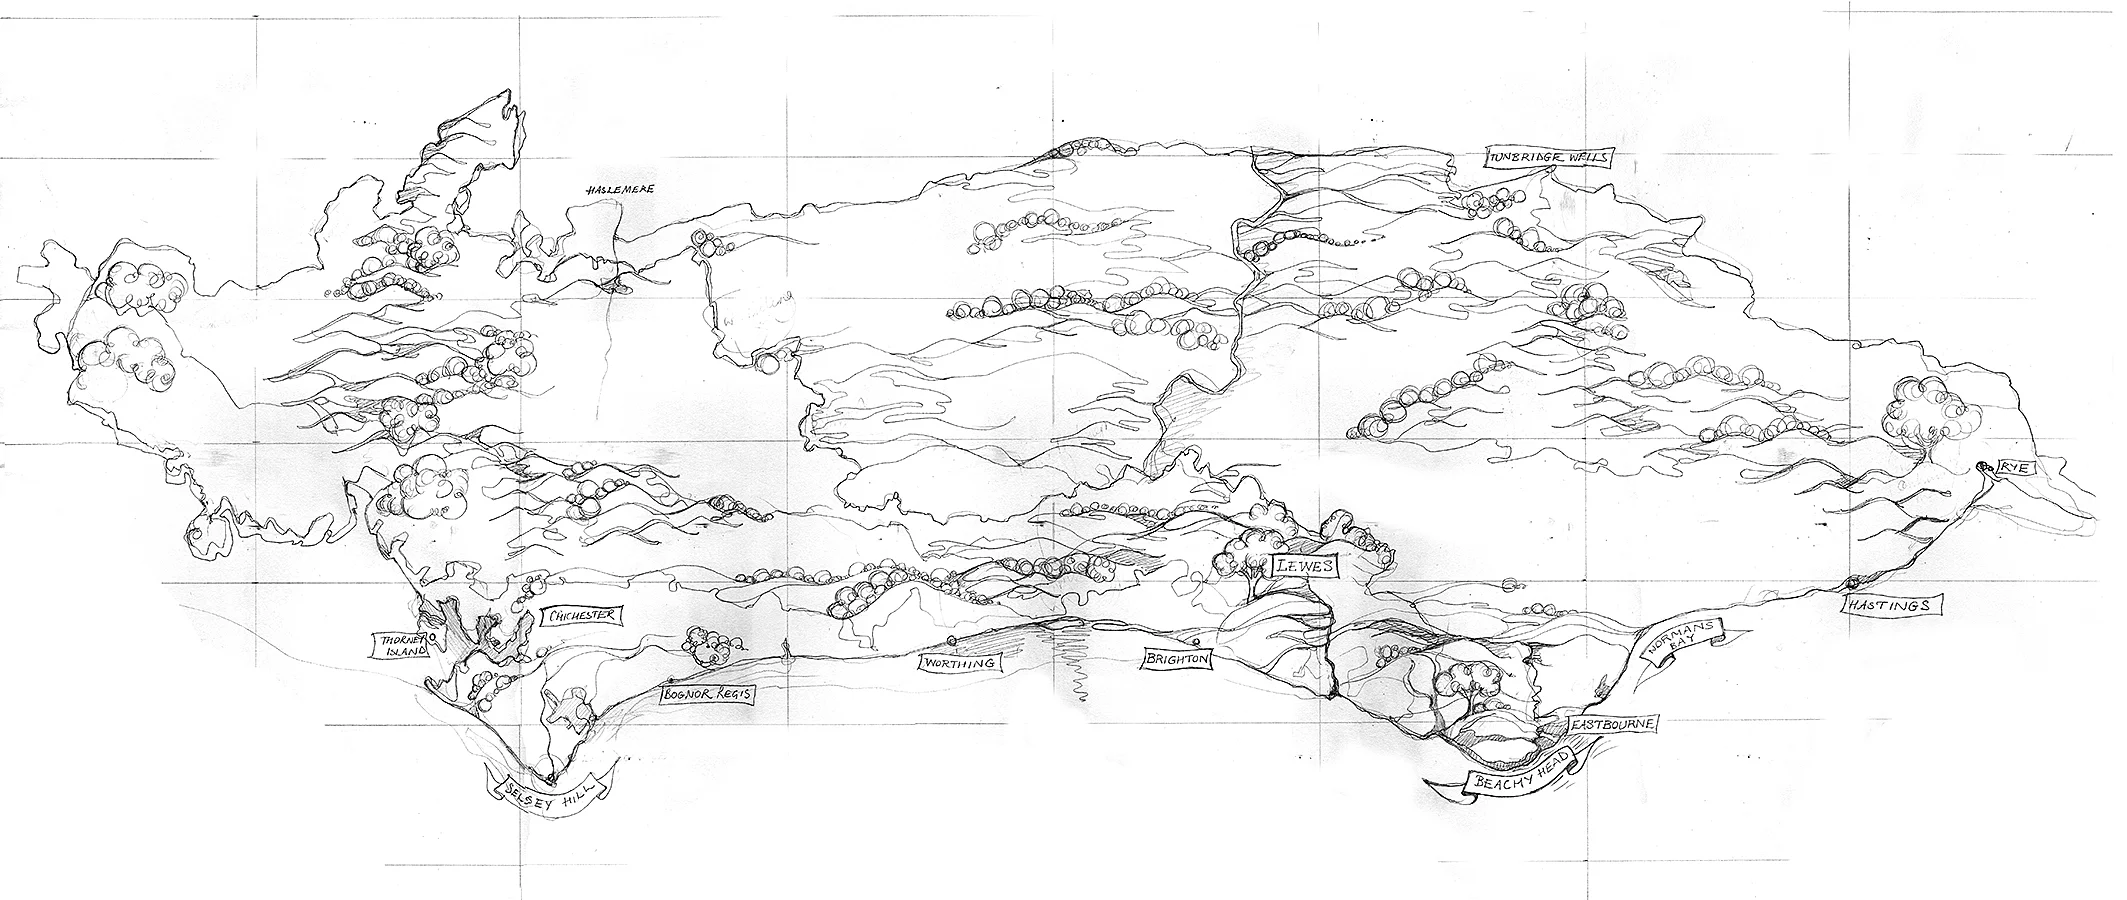 TUNBRIDGE WELLS
HASLEMERE
RYE
LEWES
HASTINGS
CHICHESTER
THORNEY
ISLAND
NORMANS
BAY
WORTHING
BRIGHTON
BOGNOR REGIS
EASTBOURNE
BEACHY HEAD
SELSEY HILL